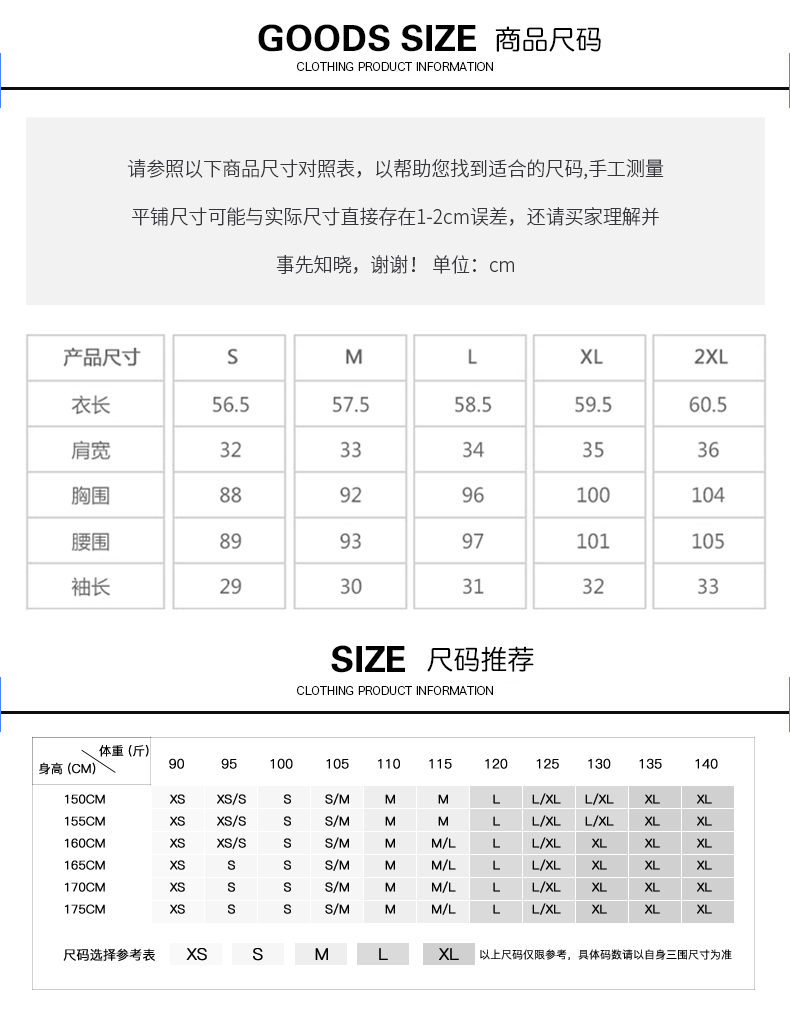 GOODS SIZE 商品尺码
CLOTHING PRODUCT INFORMATION
请参照以下商品尺寸对照表，以帮助您找到适合的尺码,手工测量
平铺尺寸可能与实际尺寸直接存在1-2cm误差，还请买家理解并
事先知晓，谢谢！ 单位：cm
产品尺寸 S M L XL 2XL
衣长 56.5 57.5 58.5 59.5 60.5
肩宽 32 33 34 35 36
胸围 88 92 96 100 104
腰围 89 93 97 101 105
袖长 29 30 31 32 33
SIZE 尺码推荐
CLOTHING PRODUCT INFORMATION
体重 (斤)
身高 (CM) 90 95 100 105 110 115 120 125 130 135 140
150CM XS XS/S S S/M M M L L/XL L/XL XL XL
155CM XS XS/S S S/M M M L L/XL L/XL XL XL
160CM XS XS/S S S/M M M/L L L/XL XL XL XL
165CM XS S S S/M M M/L L L/XL XL XL XL
170CM XS S S S/M M M/L L L/XL XL XL XL
175CM XS S S S/M M M/L L L/XL XL XL XL
尺码选择参考表 XS S M L XL 以上尺码仅限参考，具体码数请以自身三围尺寸为准